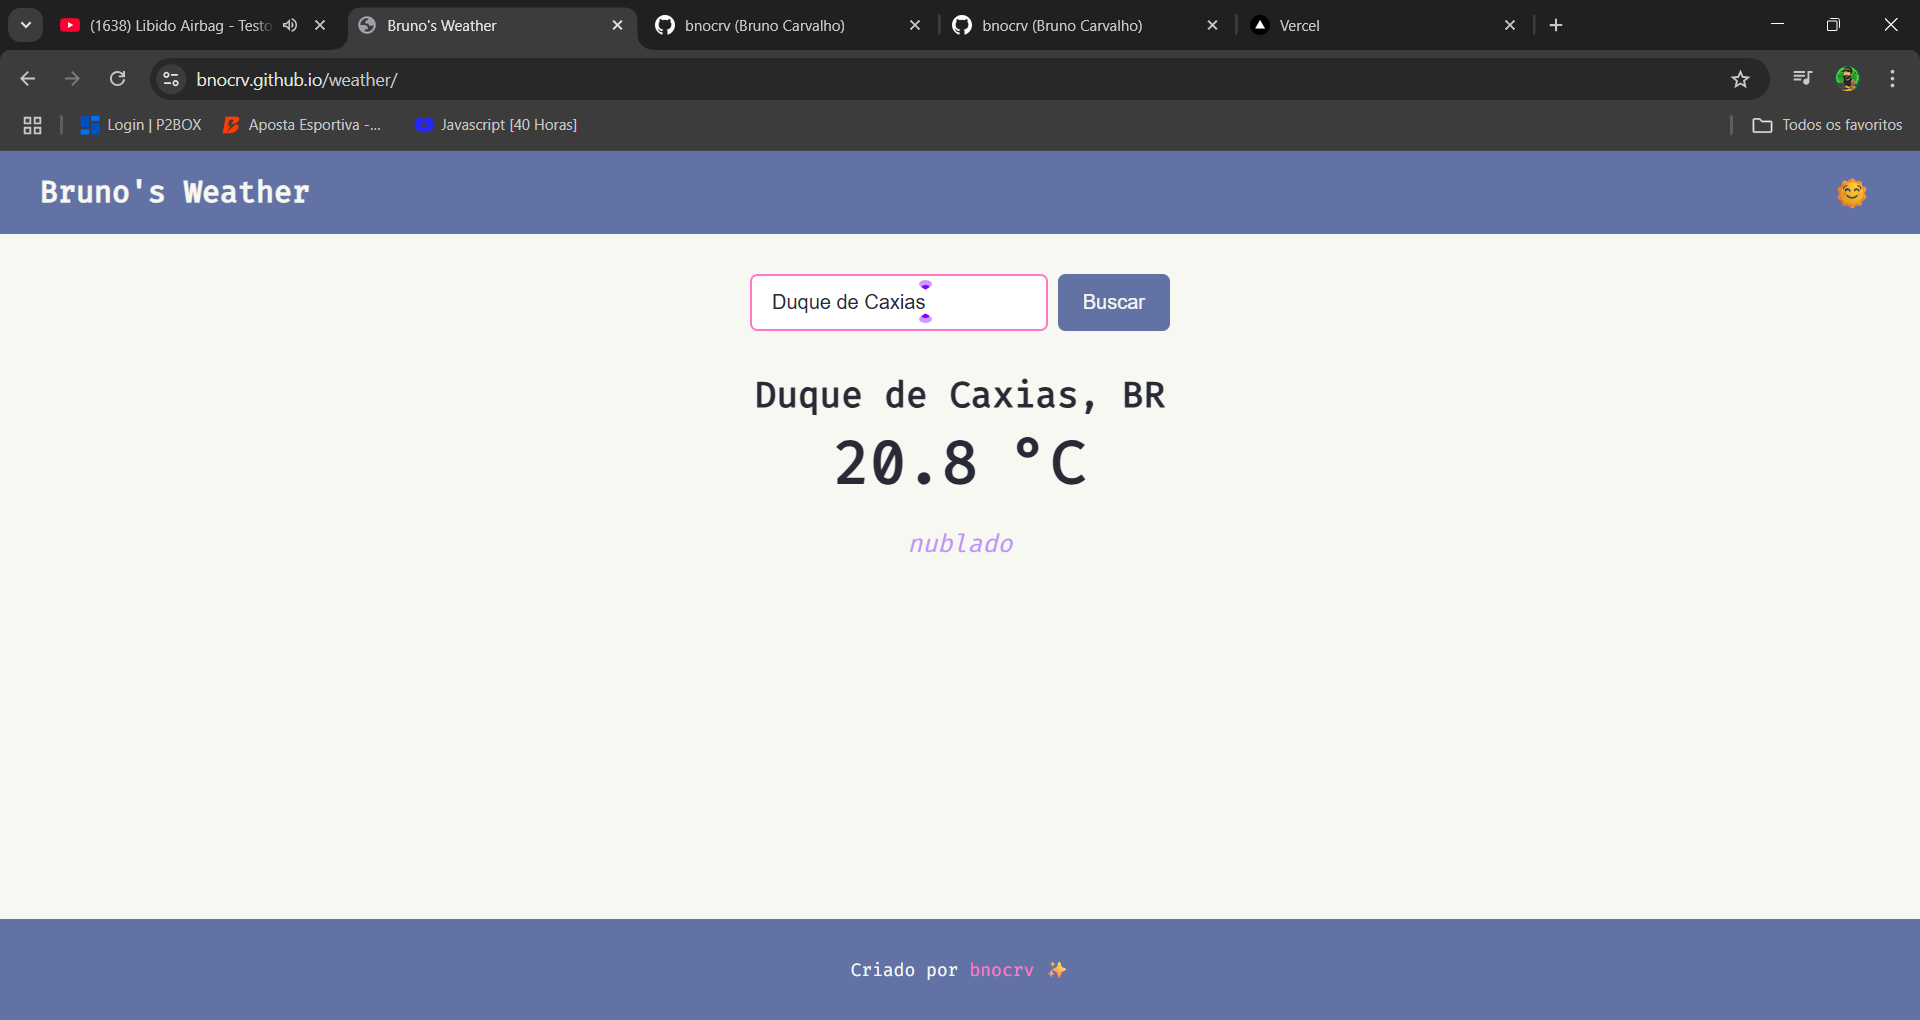 (1638) Libido Airbag - Testo
Bruno's Weather
bnocrv (Bruno Carvalho)
bnocrv (Bruno Carvalho)
Vercel
bnocrv.github.io/weather/
Login | P2BOX
Aposta Esportiva -...
Javascript [40 Horas]
Todos os favoritos
Bruno's Weather
Duque de Caxias
Buscar
Duque de Caxias, BR
20.8 °C
nublado
Criado por bnocrv ✨